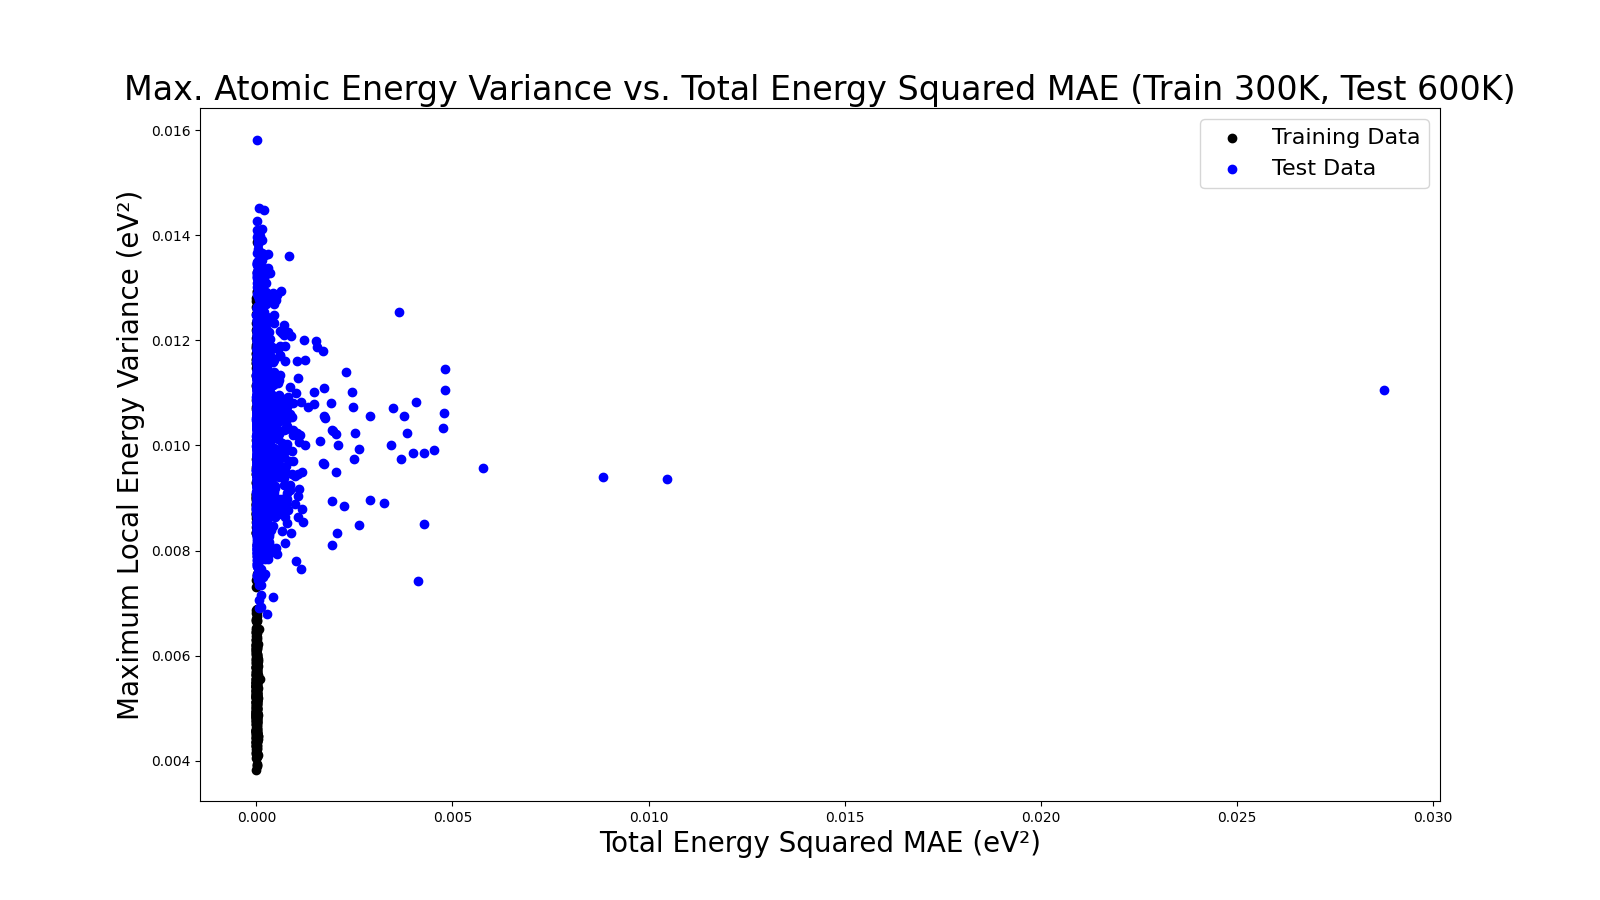 Max. Atomic Energy Variance vs. Total Energy Squared MAE (Train 300K, Test 600K)
Training Data
Test Data
Maximum Local Energy Variance (eV²)
0.016
0.014
0.012
0.010
0.008
0.006
0.004
0.000 0.005 0.010 0.015 0.020 0.025 0.030
Total Energy Squared MAE (eV²)